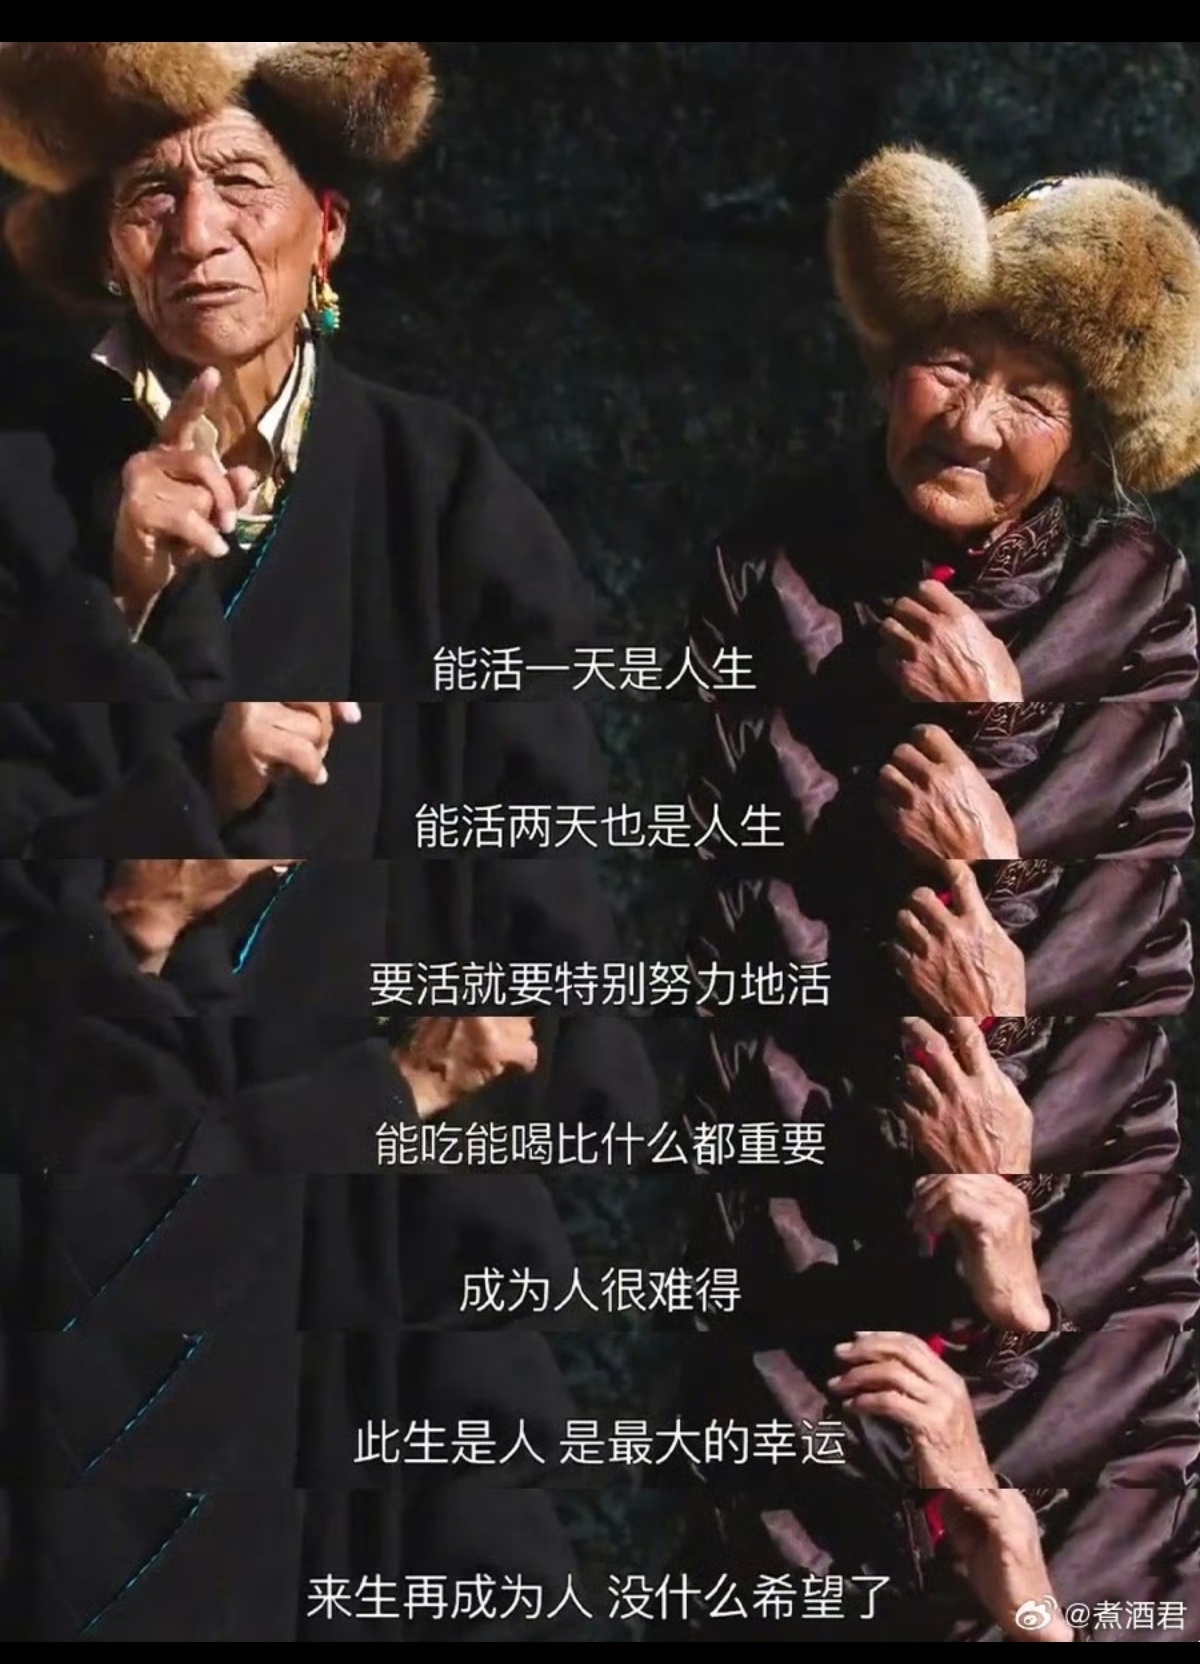 能活一天是人生
能活两天也是人生
要活就要特别努力地活
能吃能喝比什么都重要
成为人很难得
此生是人 是最大的幸运
来生再成为人 没什么希望了
@煮酒君